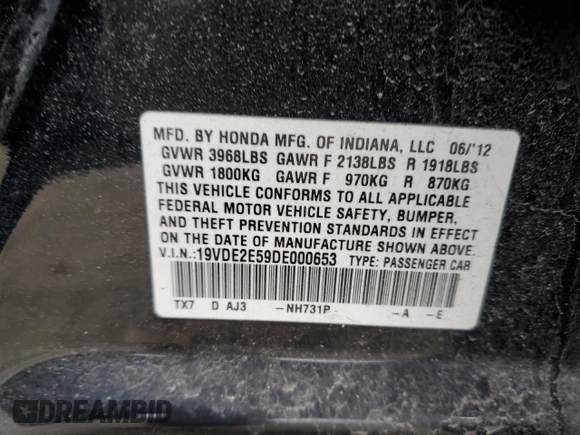 MFD. BY HONDA MFG. OF INDIANA, LLC 06/'12
GVWR 3968LBS GAWR F 2138LBS R 1918LBS
GVWR 1800KG GAWR F 970KG R 870KG
THIS VEHICLE CONFORMS TO ALL APPLICABLE
FEDERAL MOTOR VEHICLE SAFETY, BUMPER,
AND THEFT PREVENTION STANDARDS IN EFFECT
ON THE DATE OF MANUFACTURE SHOWN ABOVE.
V.I.N.:19VDE2E59DE000653 TYPE: PASSENGER CAR
TX7 D AJ3 -NH731P -A -E
DREAMBID